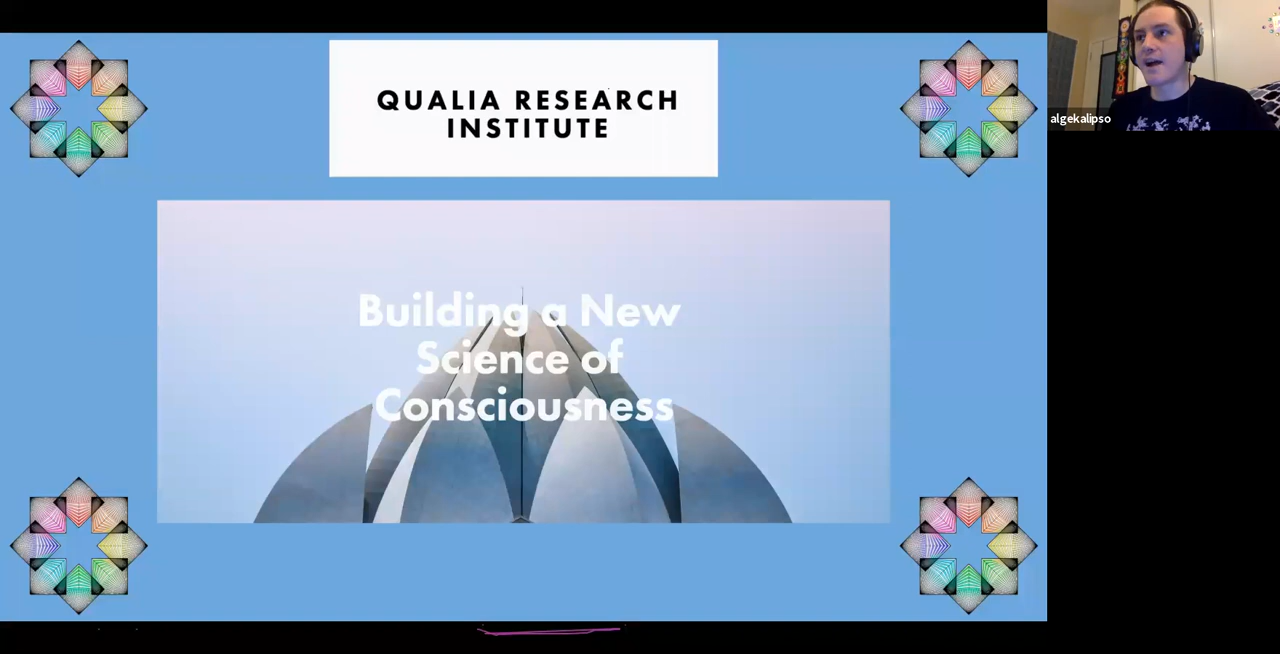 QUALIA RESEARCH
INSTITUTE
algekalipso
Building a New
Science of
Consciousness